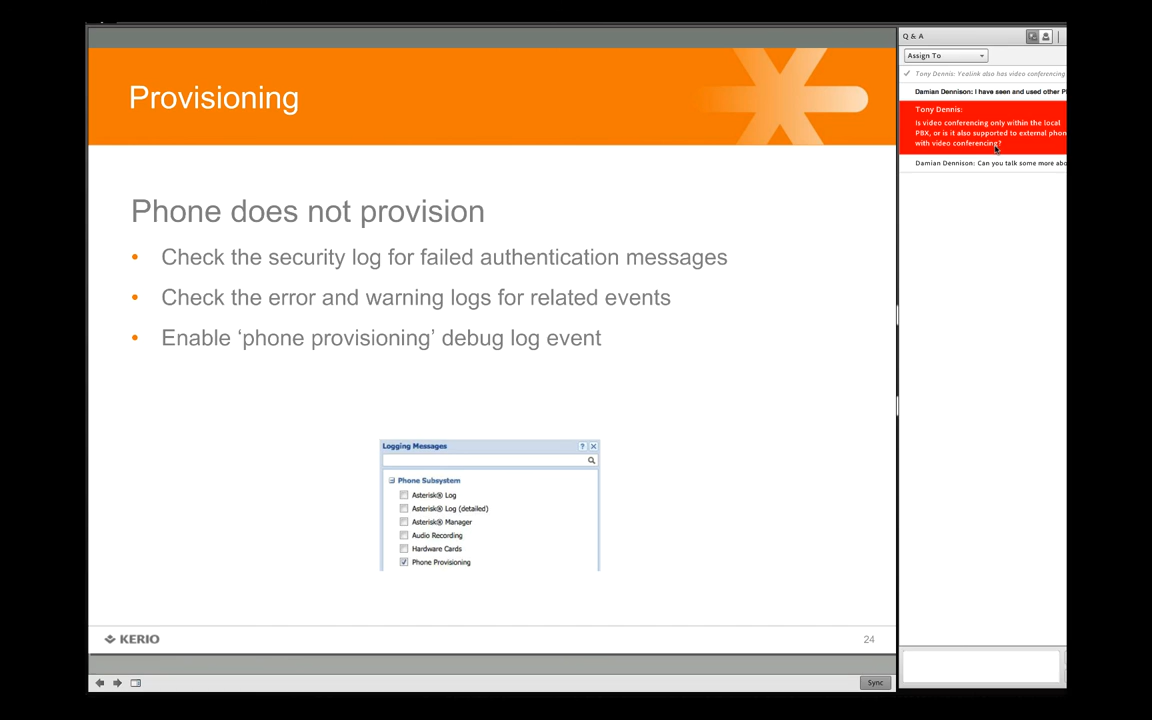 Provisioning
Phone does not provision
• Check the security log for failed authentication messages
• Check the error and warning logs for related events
• Enable ‘phone provisioning’ debug log event
Logging Messages
Phone Subsystem
Asterisk® Log
Asterisk® Log (detailed)
Asterisk® Manager
Audio Recording
Hardware Cards
Phone Provisioning
KERIO
24
Sync
Q & A
Assign To
Tony Dennis: Yealink also has video conferencing
Damian Dennison: I have seen and used other P
Tony Dennis:
Is video conferencing only within the local
PBX, or is it also supported to external phon
with video conferencing?
Damian Dennison: Can you talk some more abo